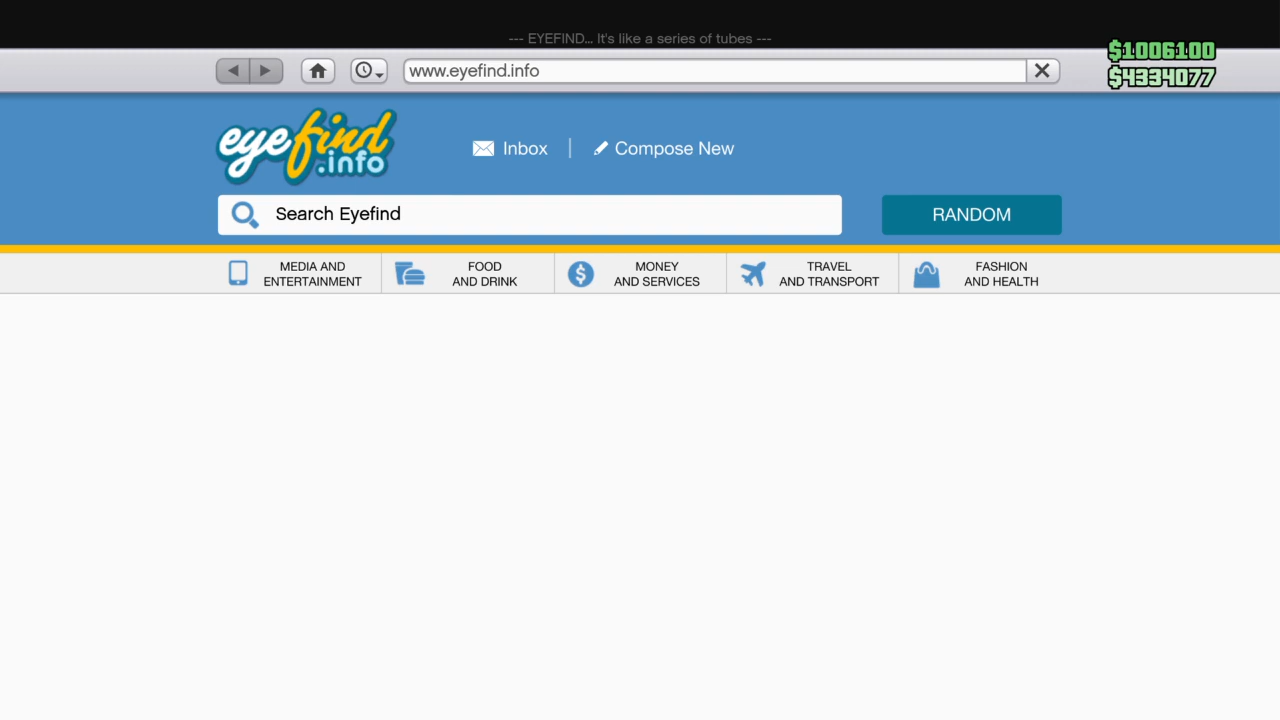 --- EYEFIND... It's like a series of tubes ---
$1006100
www.eyefind.info
$4334077
eyefind
.info
Inbox
Compose New
Search Eyefind
RANDOM
MEDIA AND
ENTERTAINMENT
FOOD
AND DRINK
MONEY
AND SERVICES
TRAVEL
AND TRANSPORT
FASHION
AND HEALTH